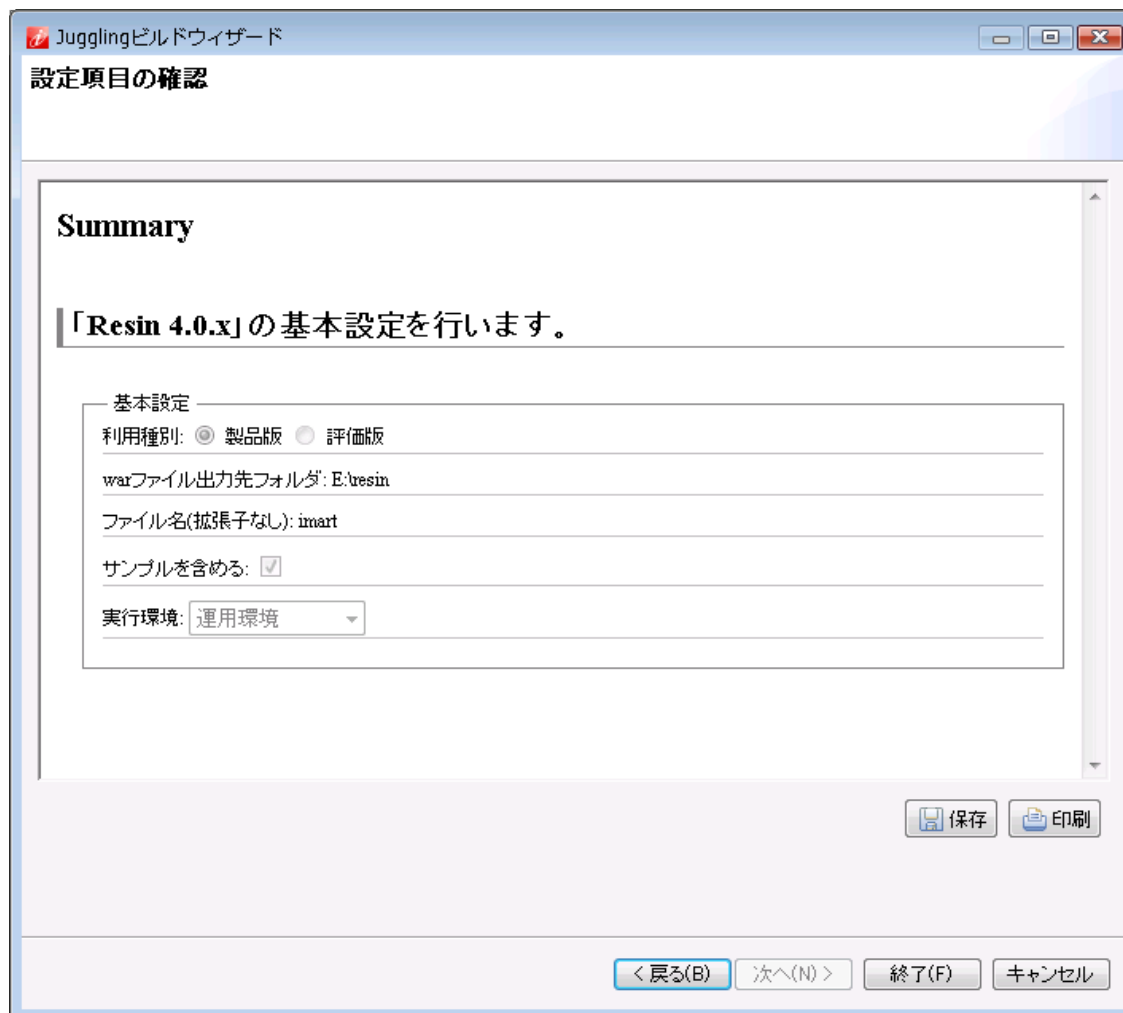 Jugglingビルドウィザード
設定項目の確認
Summary
「Resin 4.0.x」の基本設定を行います。
基本設定
利用種別: 製品版 評価版
warファイル出力先フォルダ: E:\resin
ファイル名(拡張子なし): imart
サンプルを含める:
実行環境: 運用環境
保存 印刷
< 戻る(B) 次へ(N) > 終了(F) キャンセル